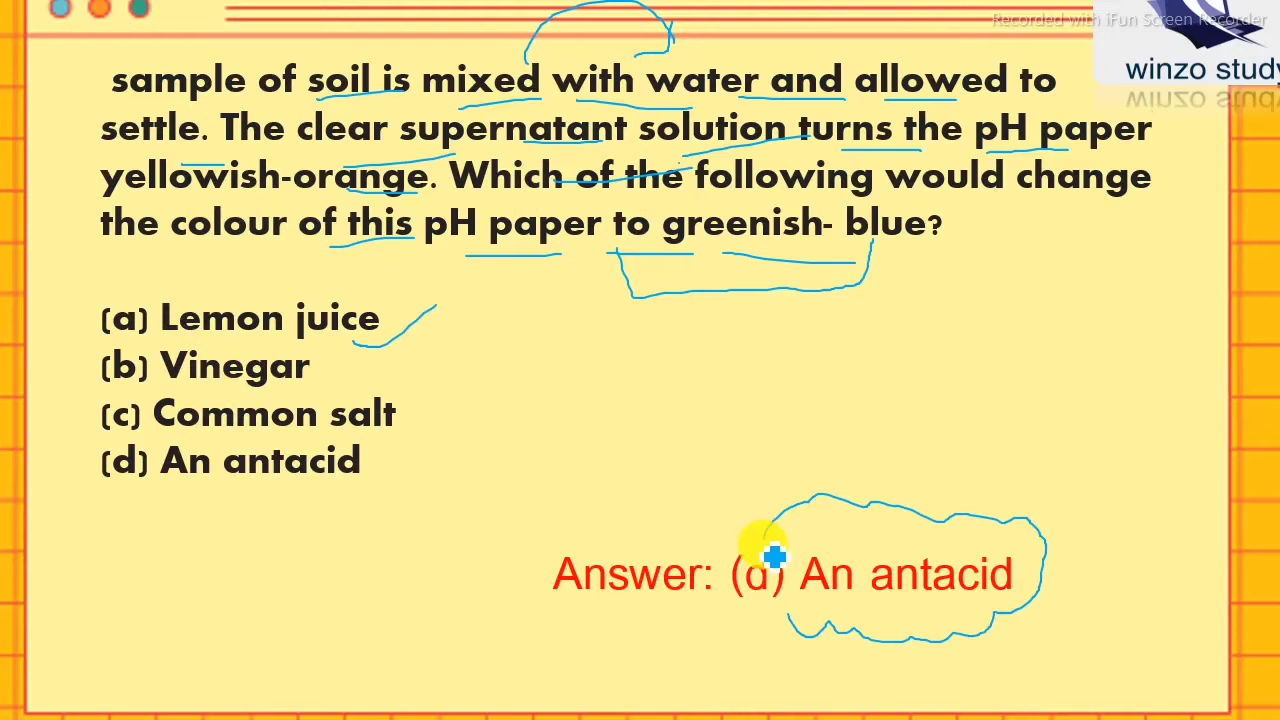 Recorded with iFun Screen Recorder
winzo study
sample of soil is mixed with water and allowed to
settle. The clear supernatant solution turns the pH paper
yellowish-orange. Which of the following would change
the colour of this pH paper to greenish- blue?
(a) Lemon juice
(b) Vinegar
(c) Common salt
(d) An antacid
Answer: (d) An antacid